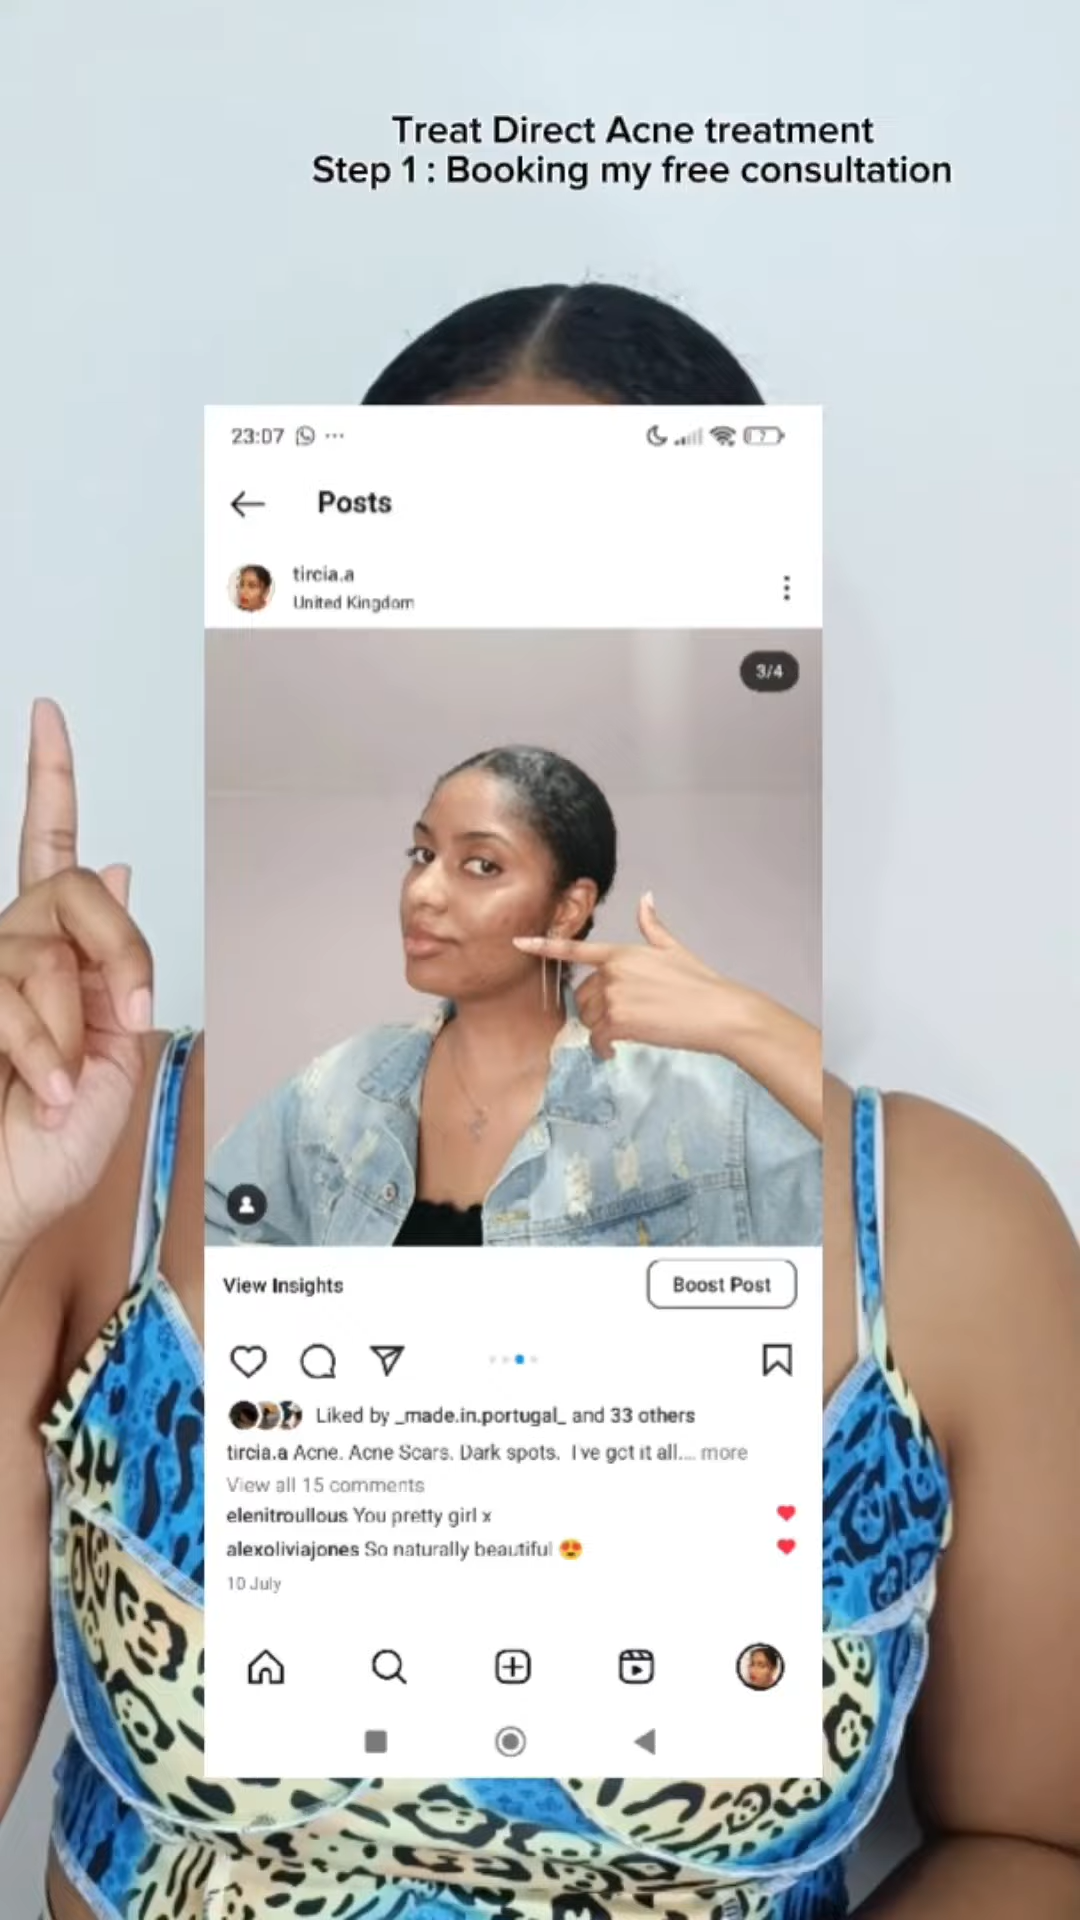 Treat Direct Acne treatment
Step 1 : Booking my free consultation
23:07
7
Posts
tircia.a
United Kingdom
3/4
View Insights
Boost Post
Liked by _made.in.portugal_ and 33 others
tircia.a Acne. Acne Scars. Dark spots. I've got it all.... more
View all 15 comments
elenitroullous You pretty girl x
alexoliviajones So naturally beautiful 😍
10 July